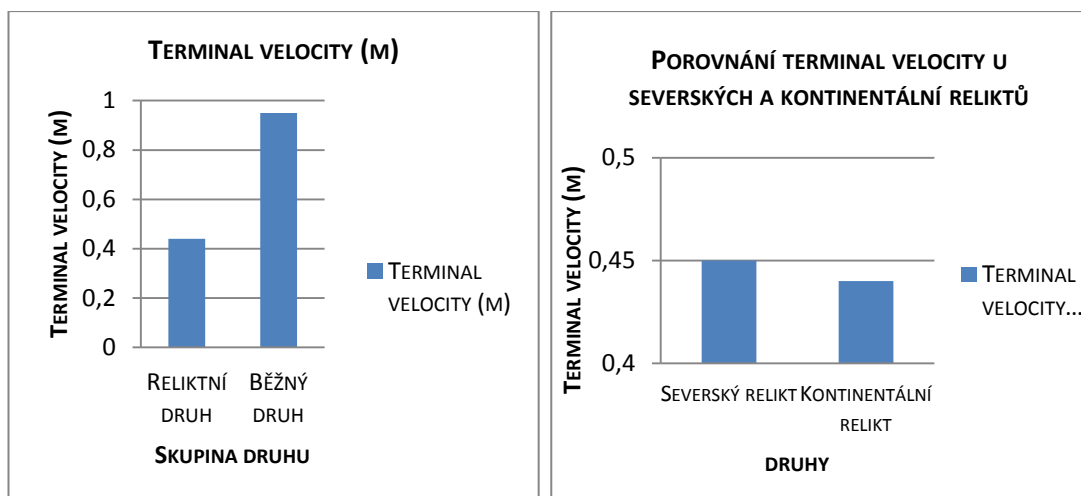 TERMINAL VELOCITY (M)
TERMINAL VELOCITY (M)
1
0,8
0,6
0,4
0,2
0
RELIKTNÍ
DRUH
BĚŽNÝ
DRUH
SKUPINA DRUHU
TERMINAL
VELOCITY (M)
POROVNÁNÍ TERMINAL VELOCITY U
SEVERSKÝCH A KONTINENTÁLNÍ RELIKTŮ
TERMINAL VELOCITY (M)
0,5
0,45
0,4
SEVERSKÝ RELIKT
KONTINENTÁLNÍ
RELIKT
DRUHY
TERMINAL
VELOCITY...